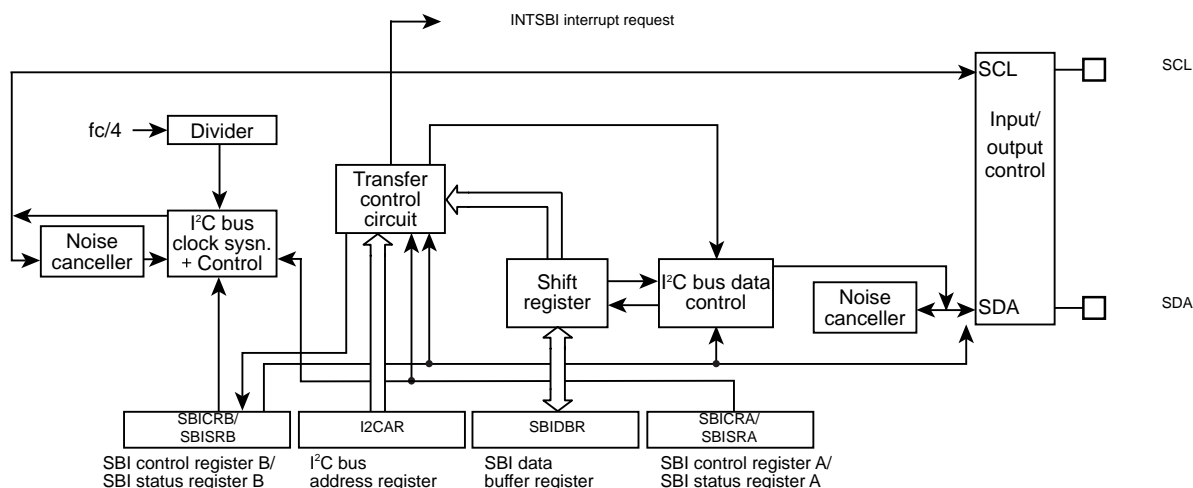 INTSBI interrupt request
SCL
SCL
fc/4
Divider
Input/
output
control
Transfer
control
circuit
I²C bus
clock sysn.
+ Control
Noise
canceller
Shift
register
I²C bus data
control
Noise
canceller
SDA
SDA
SBICRB/
SBISRB
I2CAR
SBIDBR
SBICRA/
SBISRA
SBI control register B/
SBI status register B
I²C bus
address register
SBI data
buffer register
SBI control register A/
SBI status register A